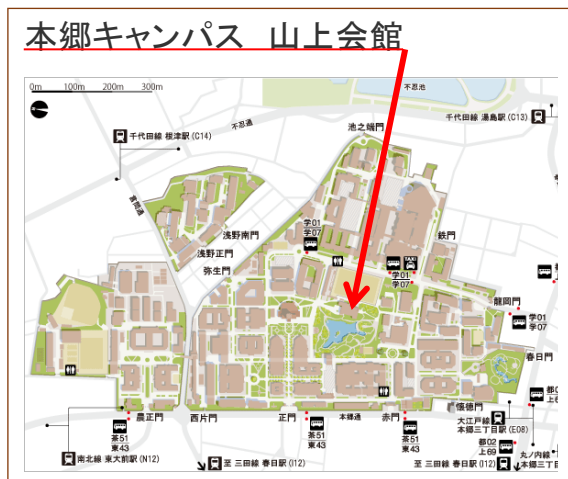 本郷キャンパス 山上会館
0m 100m 200m 300m
不忍池
千代田線 湯島駅 (C13)
不忍通
池之端門
千代田線 根津駅 (C14)
言問通
浅野南門
学01
学07
鉄門
浅野正門
弥生門
TAXI
学01
学07
龍岡門
学01
学07
春日門
都0
上6
懐徳門
農正門
西片門
正門
本郷通
赤門
大江戸線
本郷三丁目駅 (E08)
茶51
東43
茶51
東43
茶51
東43
都02
上69
丸ノ内線
本郷三丁目駅
南北線 東大前駅 (N12)
至 三田線 春日駅 (I12)
至 三田線 春日駅 (I12)